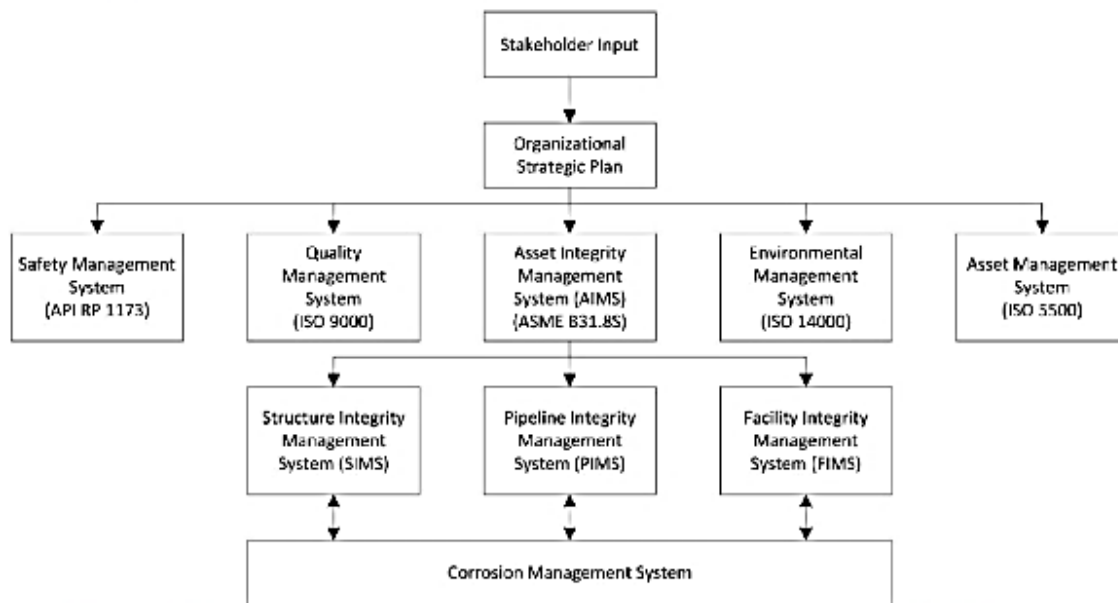 Stakeholder Input
Organizational
Strategic Plan
Safety Management
System
(API RP 1173)
Quality
Management
System
(ISO 9000)
Asset Integrity
Management
System (AIMS)
(ASME B31.8S)
Environmental
Management
System
(ISO 14000)
Asset Management
System
(ISO 5500)
Structure Integrity
Management
System (SIMS)
Pipeline Integrity
Management
System (PIMS)
Facility Integrity
Management
System (FIMS)
Corrosion Management System